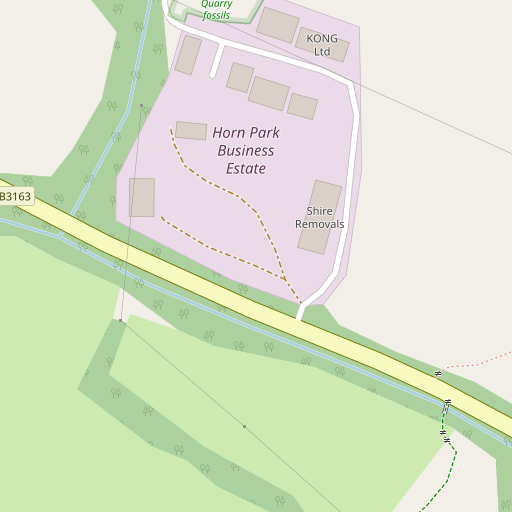 Quarry
fossils
KONG
Ltd
Horn Park
Business
Estate
B3163
Shire
Removals